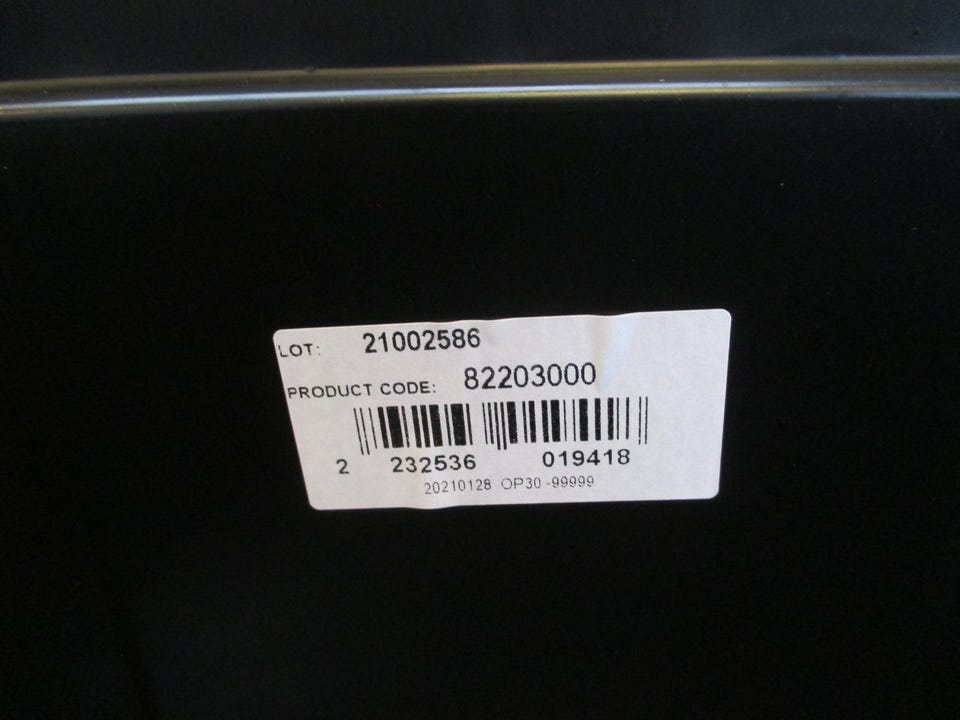 LOT: 21002586
PRODUCT CODE: 82203000
2 232536 019418
20210128 OP30-99999